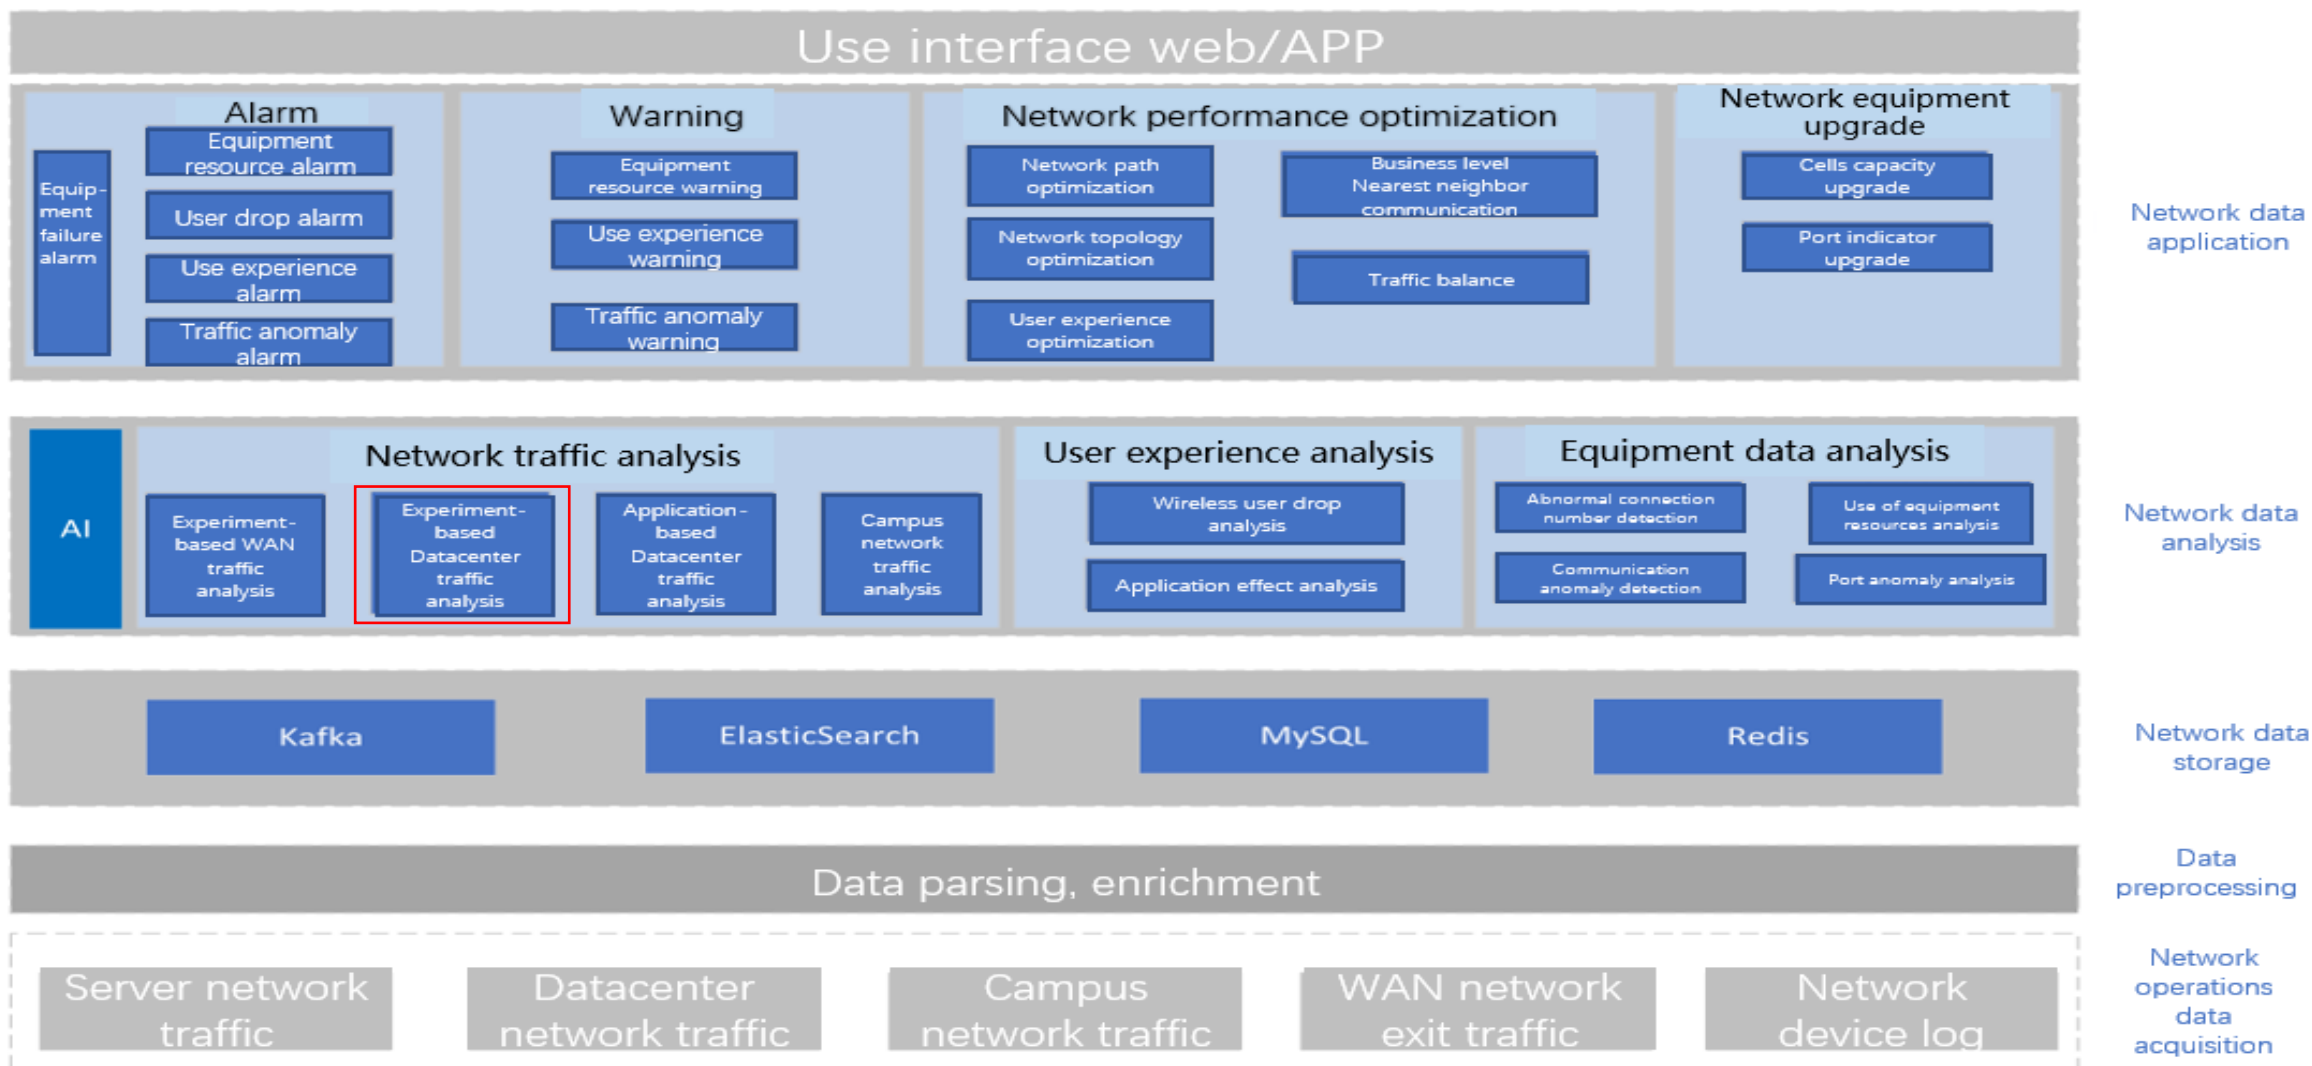 Use interface web/APP
Alarm
Equip-
ment
failure
alarm
Equipment
resource alarm
User drop alarm
Use experience
alarm
Traffic anomaly
alarm
Warning
Equipment
resource warning
Use experience
warning
Traffic anomaly
warning
Network performance optimization
Network path
optimization
Network topology
optimization
User experience
optimization
Business level
Nearest neighbor
communication
Traffic balance
Network equipment
upgrade
Cells capacity
upgrade
Port indicator
upgrade
Network data
application
AI
Network traffic analysis
Experiment-
based WAN
traffic
analysis
Experiment-
based
Datacenter
traffic
analysis
Application-
based
Datacenter
traffic
analysis
Campus
network
traffic
analysis
User experience analysis
Wireless user drop
analysis
Application effect analysis
Equipment data analysis
Abnormal connection
number detection
Communication
anomaly detection
Use of equipment
resources analysis
Port anomaly analysis
Network data
analysis
Kafka
ElasticSearch
MySQL
Redis
Network data
storage
Data parsing, enrichment
Data
preprocessing
Server network
traffic
Datacenter
network traffic
Campus
network traffic
WAN network
exit traffic
Network
device log
Network
operations
data
acquisition